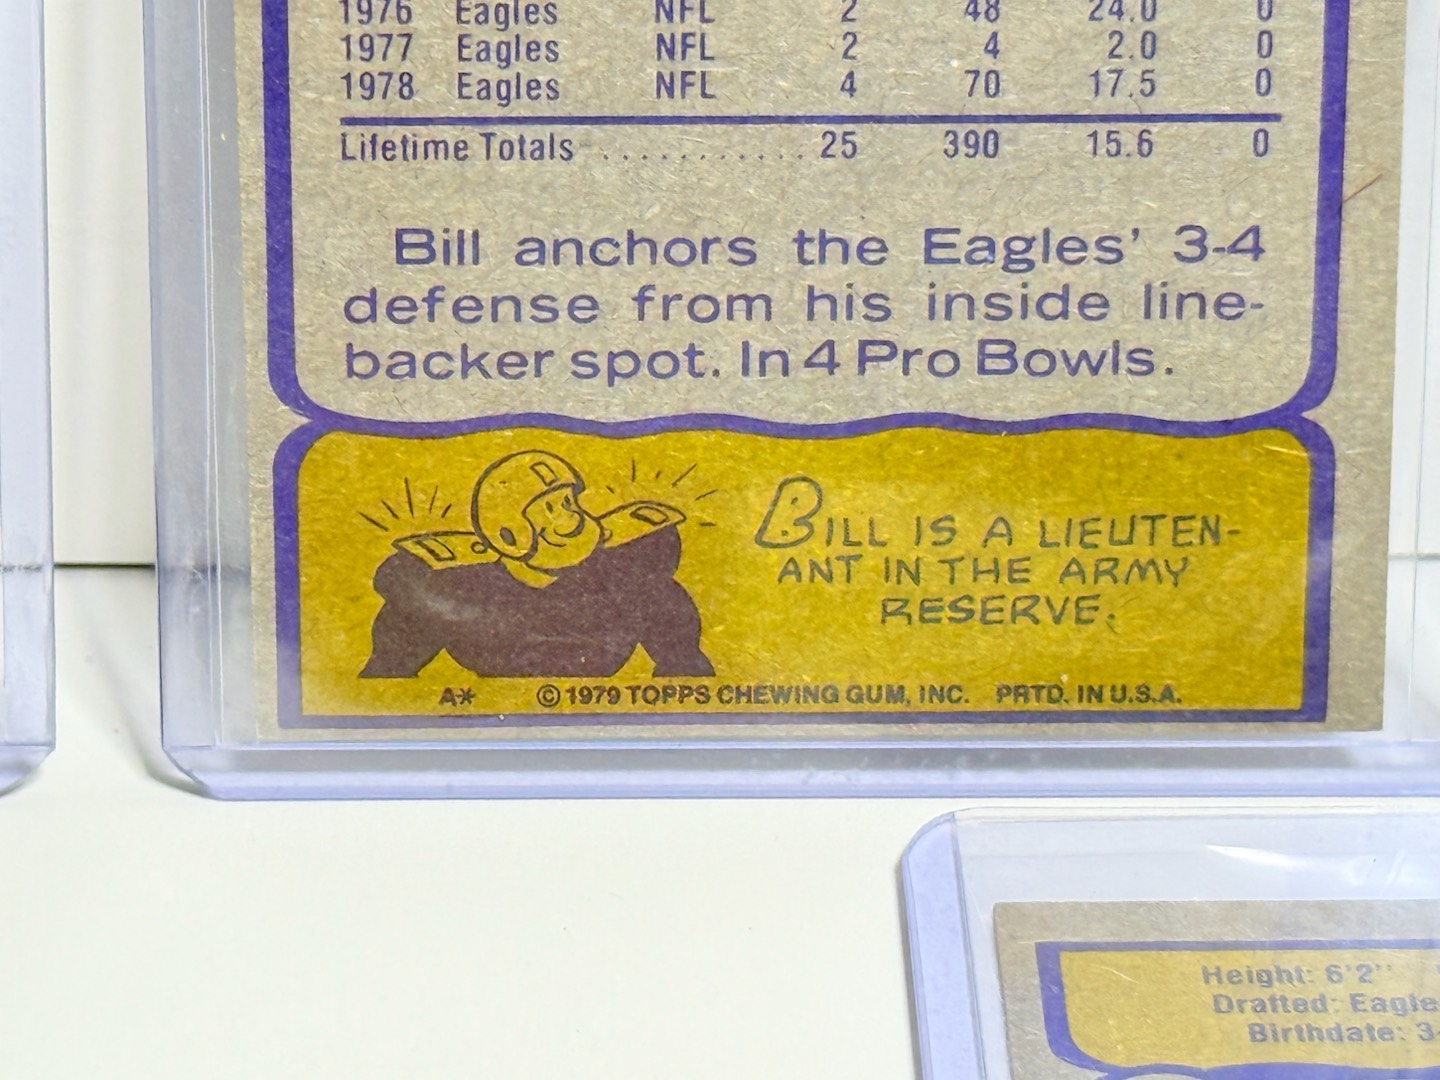 1976 Eagles NFL 2 48 24.0 0
1977 Eagles NFL 2 4 2.0 0
1978 Eagles NFL 4 70 17.5 0
Lifetime Totals ............ 25 390 15.6 0
Bill anchors the Eagles' 3-4
defense from his inside line-
backer spot. In 4 Pro Bowls.
BILL IS A LIEUTEN-
ANT IN THE ARMY
RESERVE.
A* © 1979 TOPPS CHEWING GUM, INC. PRTD. IN U.S.A.
Height: 6'2"
Drafted: Eagle
Birthdate: 3-